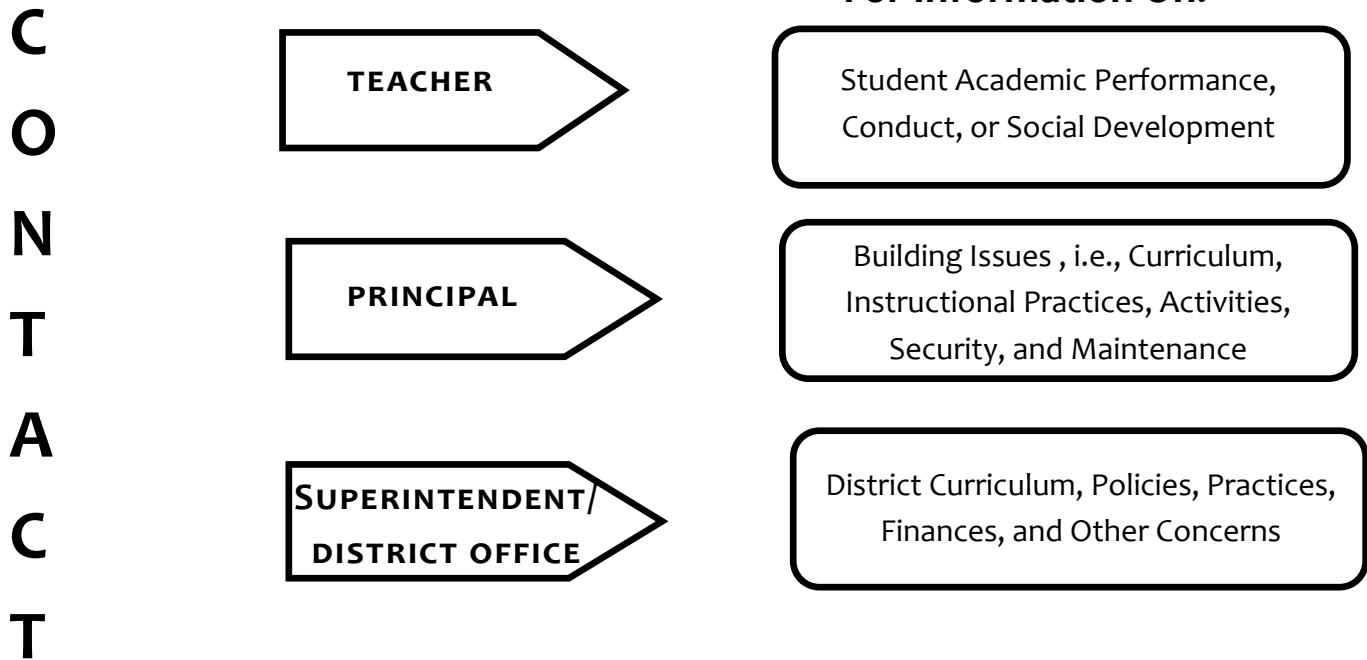 For Information On:
C
O
N
T
A
C
T
TEACHER
Student Academic Performance,
Conduct, or Social Development
PRINCIPAL
Building Issues , i.e., Curriculum,
Instructional Practices, Activities,
Security, and Maintenance
SUPERINTENDENT/
DISTRICT OFFICE
District Curriculum, Policies, Practices,
Finances, and Other Concerns